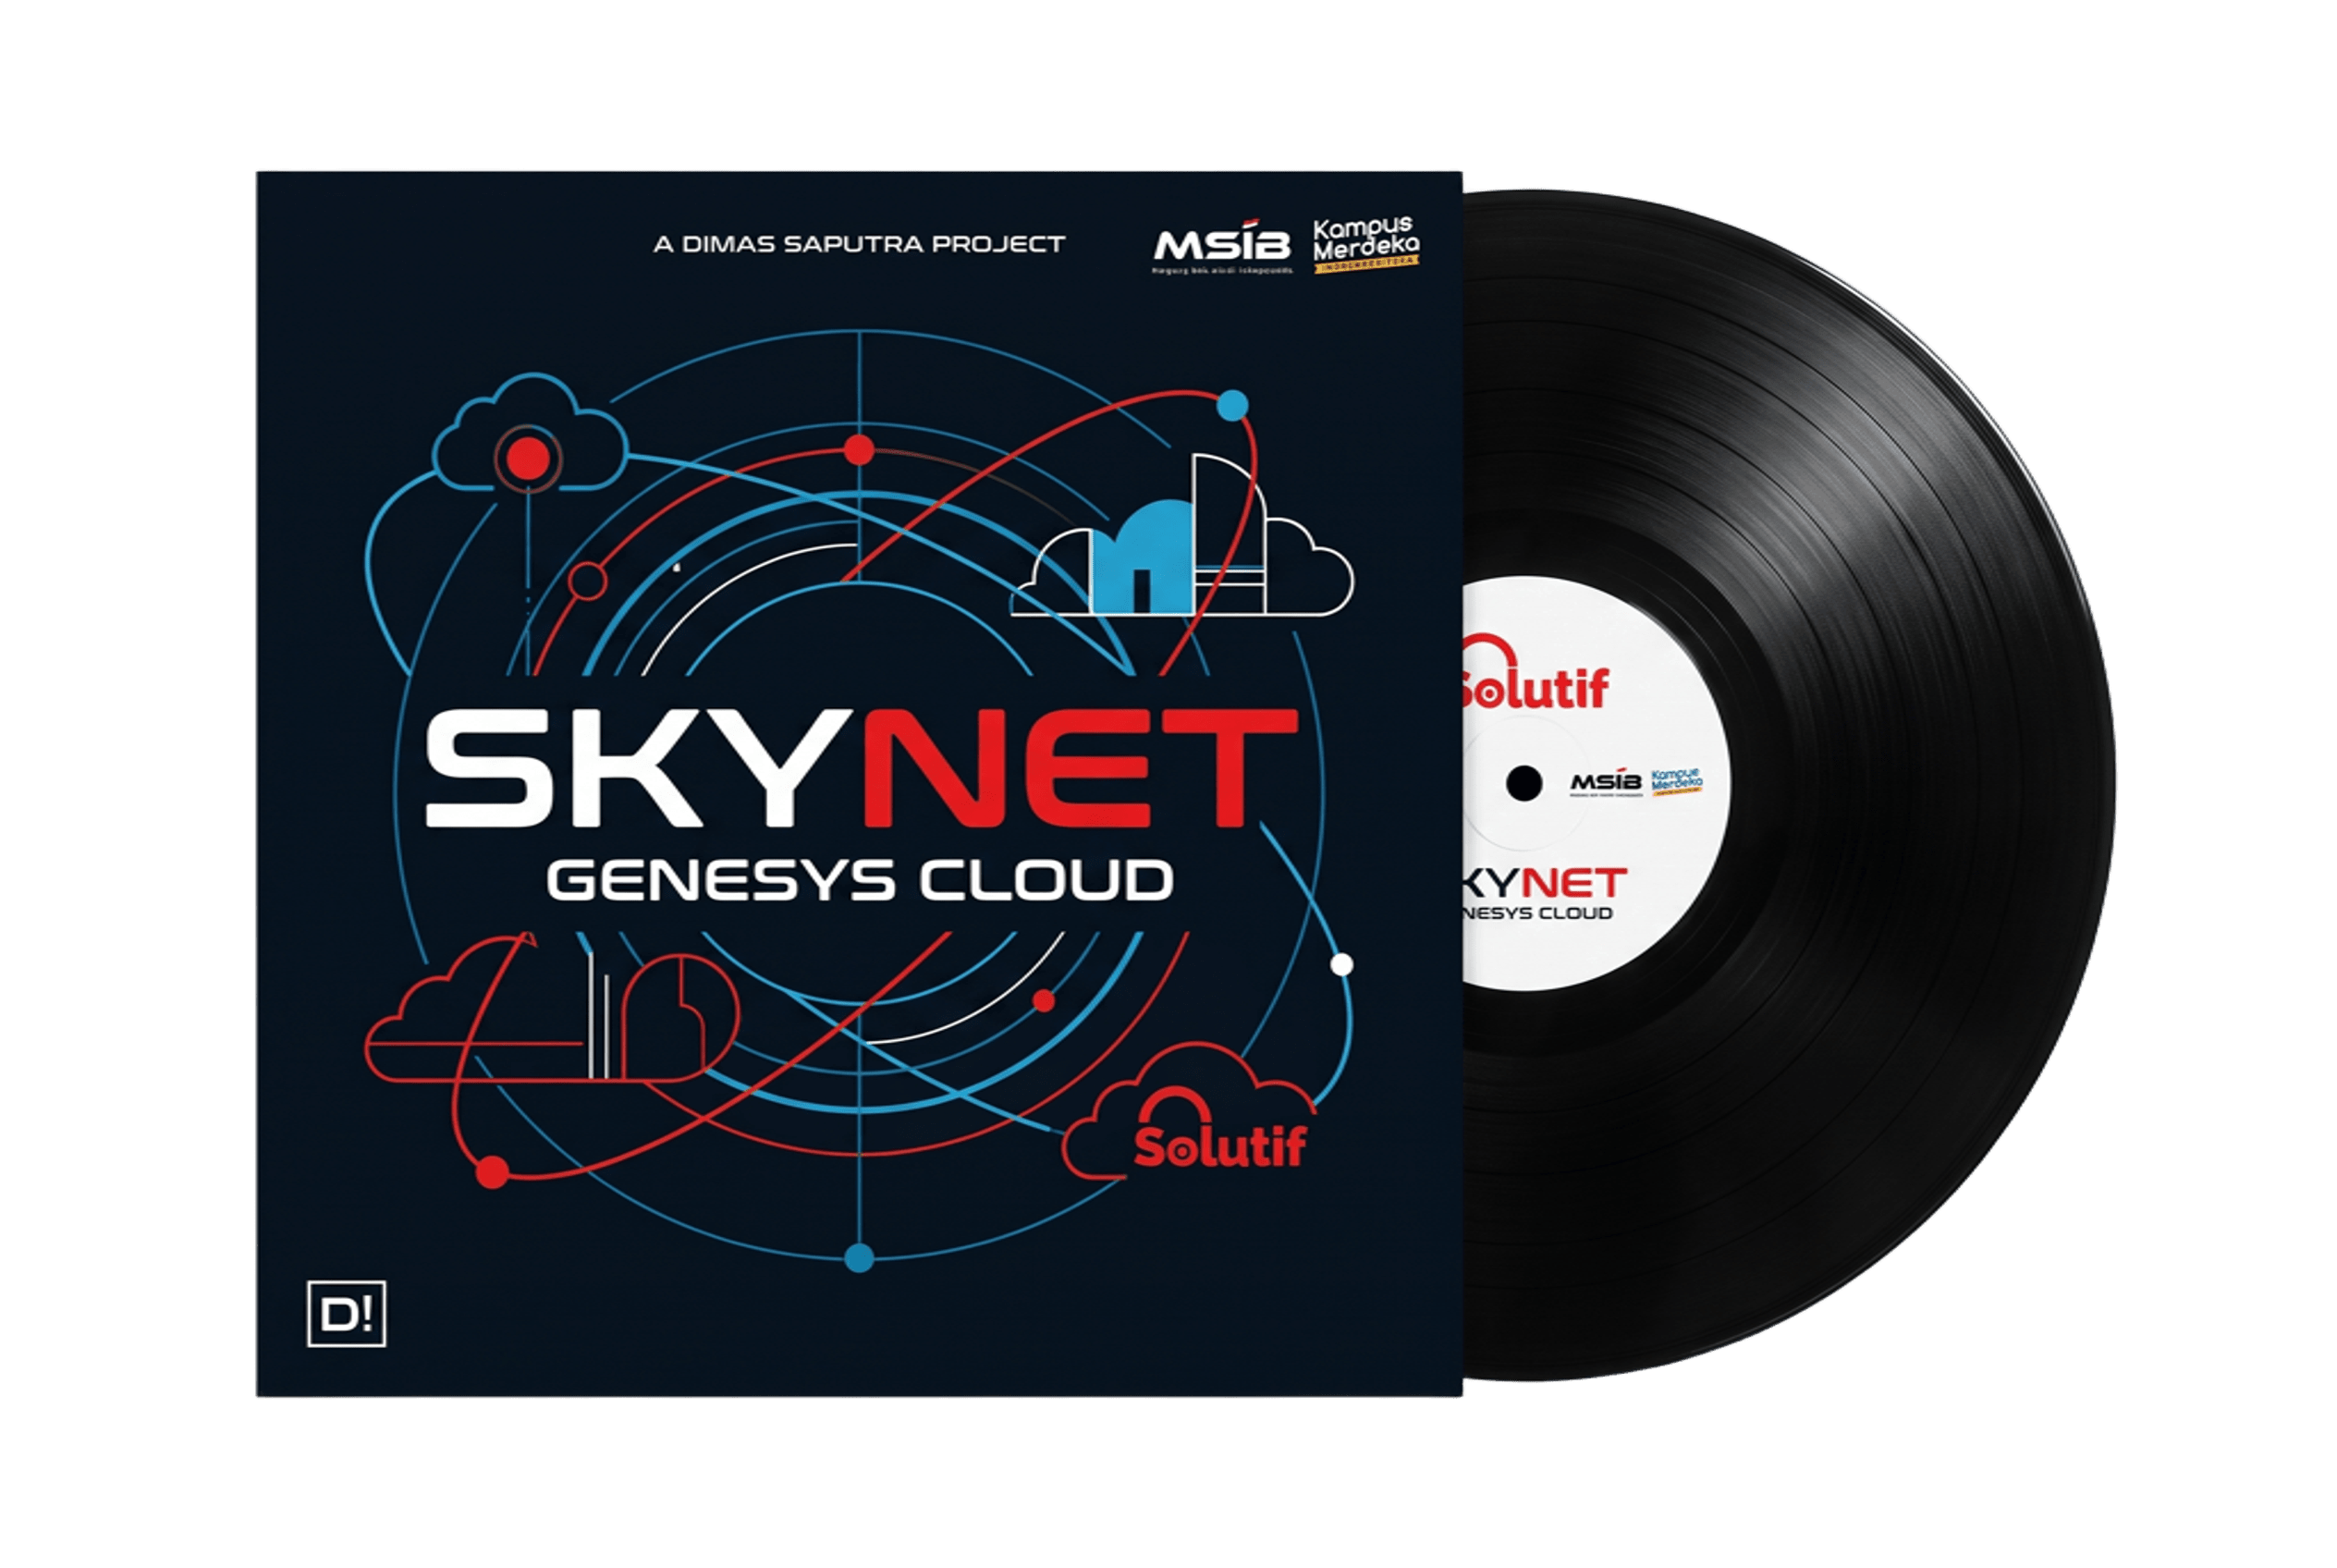 A DIMAS SAPUTRA PROJECT
MSIB
Kampus
Merdeka
SKYNET
GENESYS CLOUD
Solutif
D!
Solutif
MSIB
Kampus
Merdeka
KYNET
NESYS CLOUD